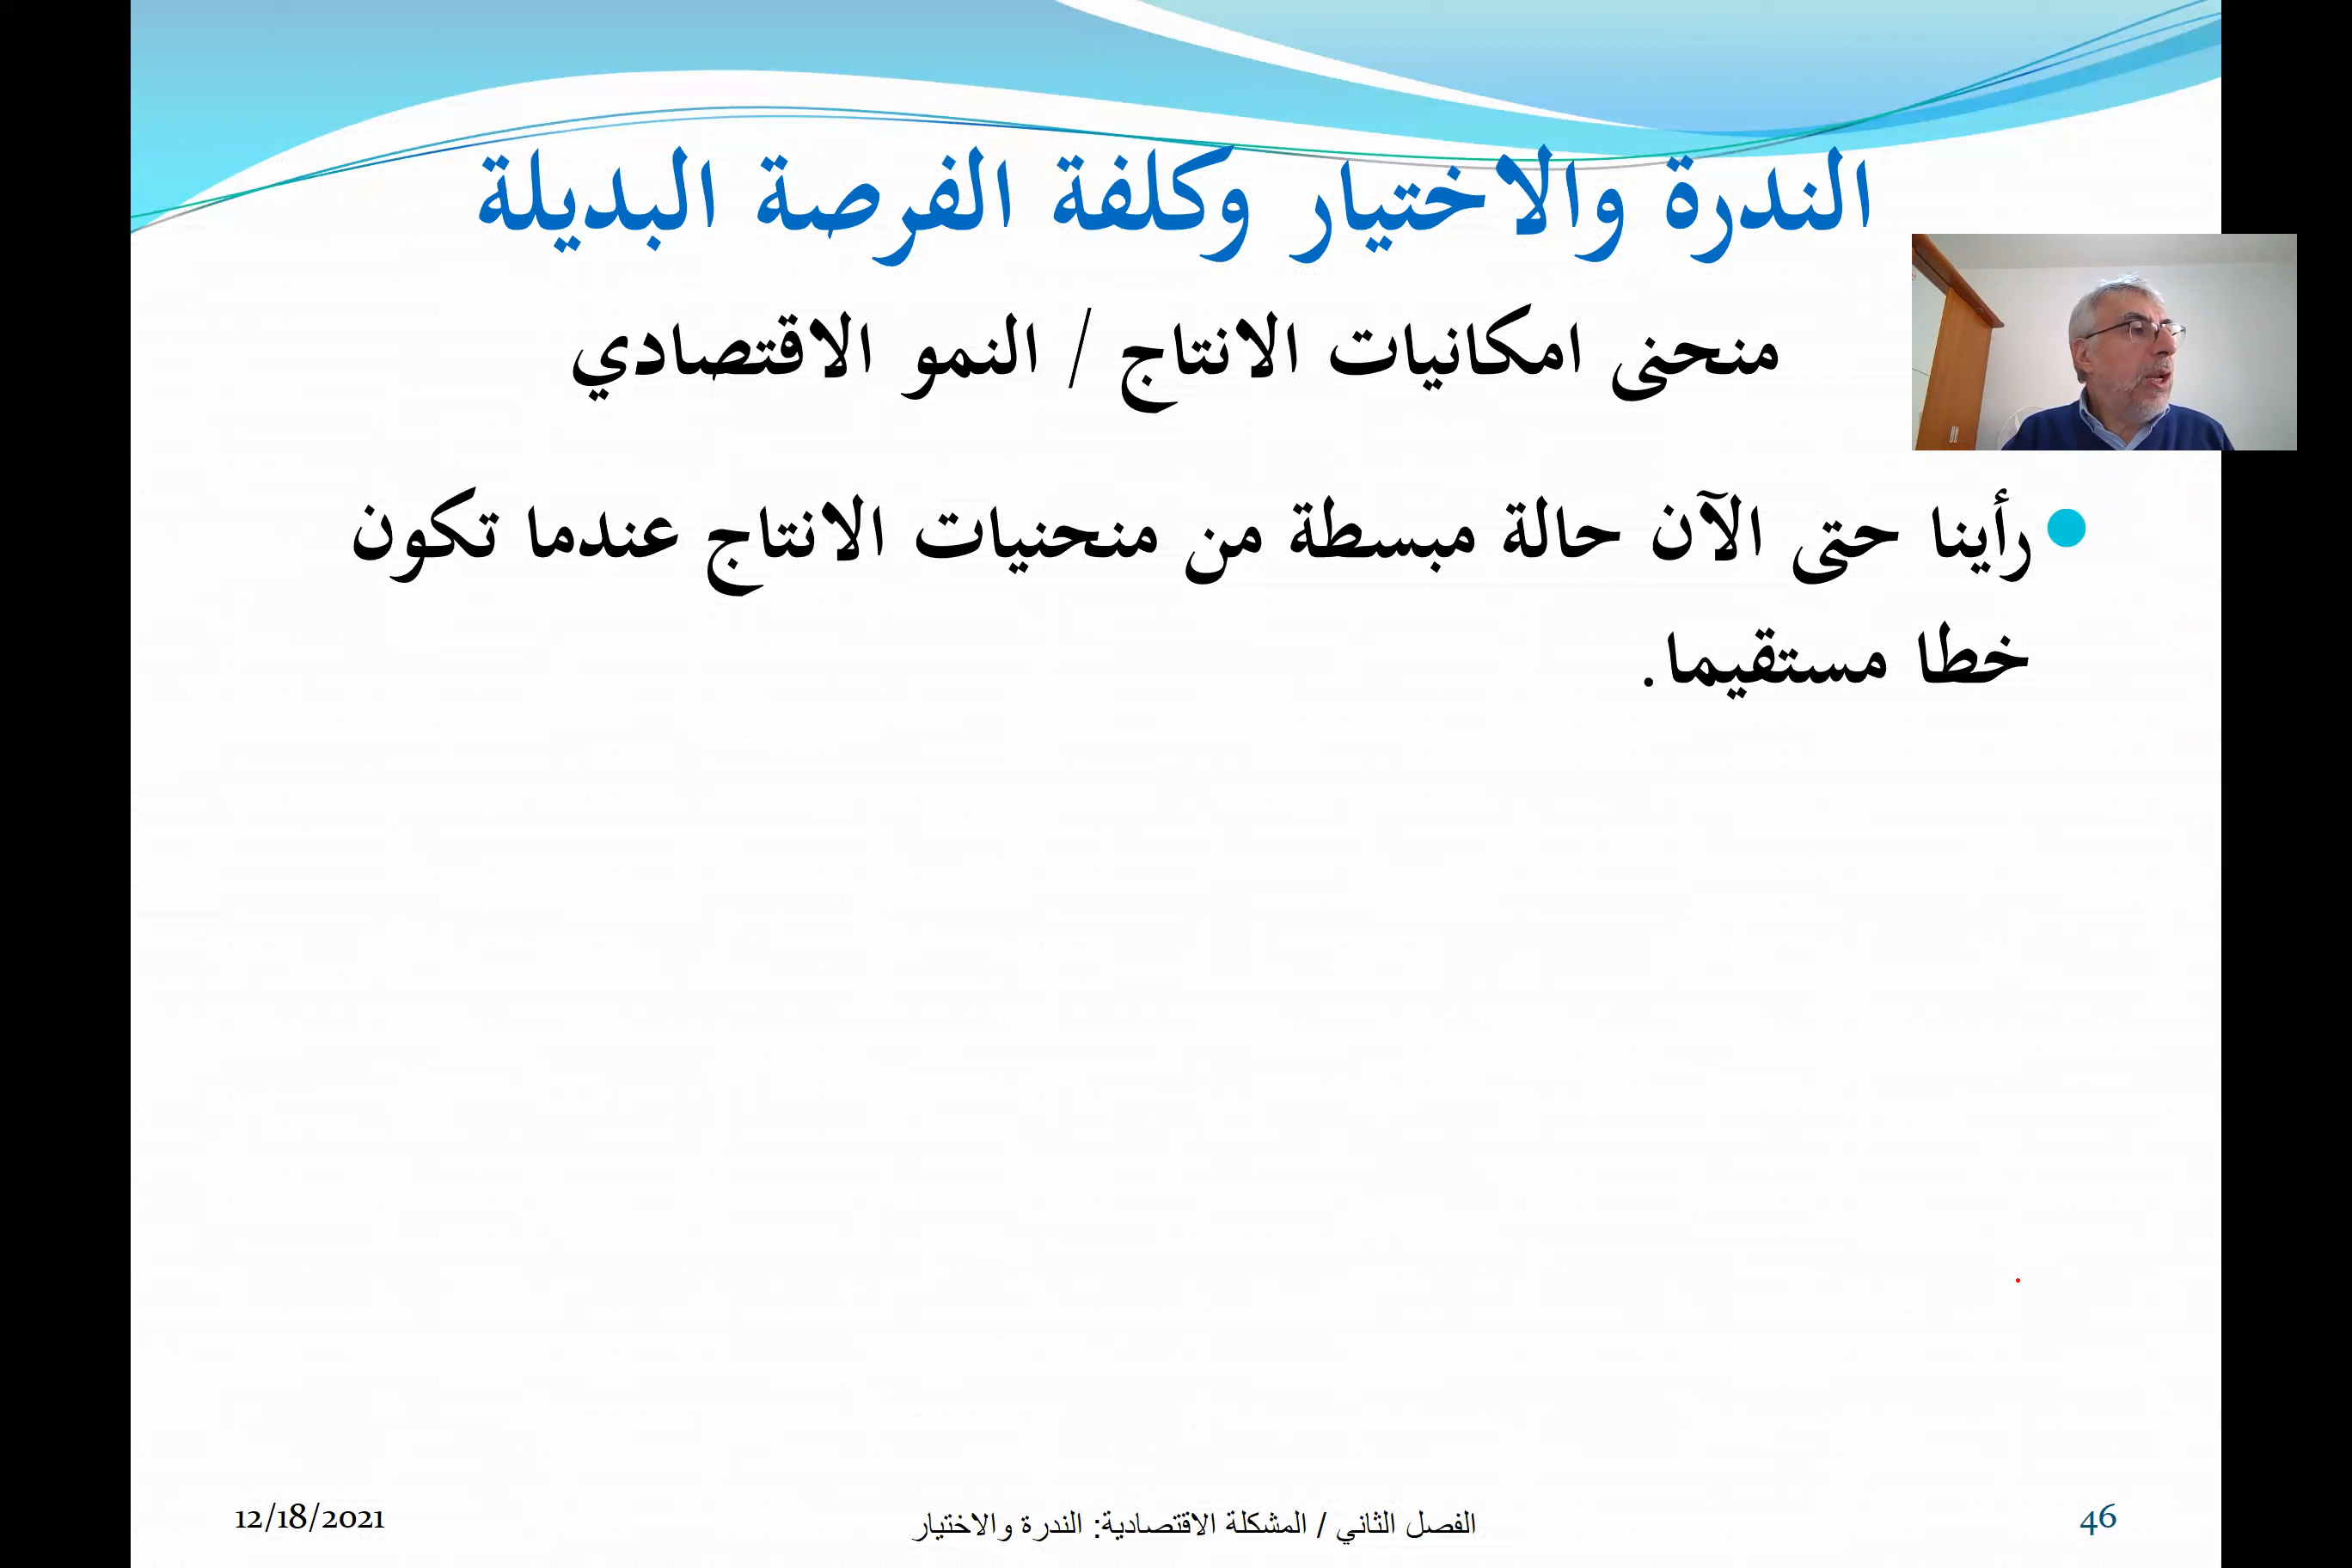 الندرة والاختيار وكلفة الفرصة البديلة
منحنى امكانيات الانتاج / النمو الاقتصادي
رأينا حتى الآن حالة مبسطة من منحنيات الانتاج عندما تكون
خطا مستقيما.
12/18/2021
الفصل الثاني / المشكلة الاقتصادية: الندرة والاختيار
46